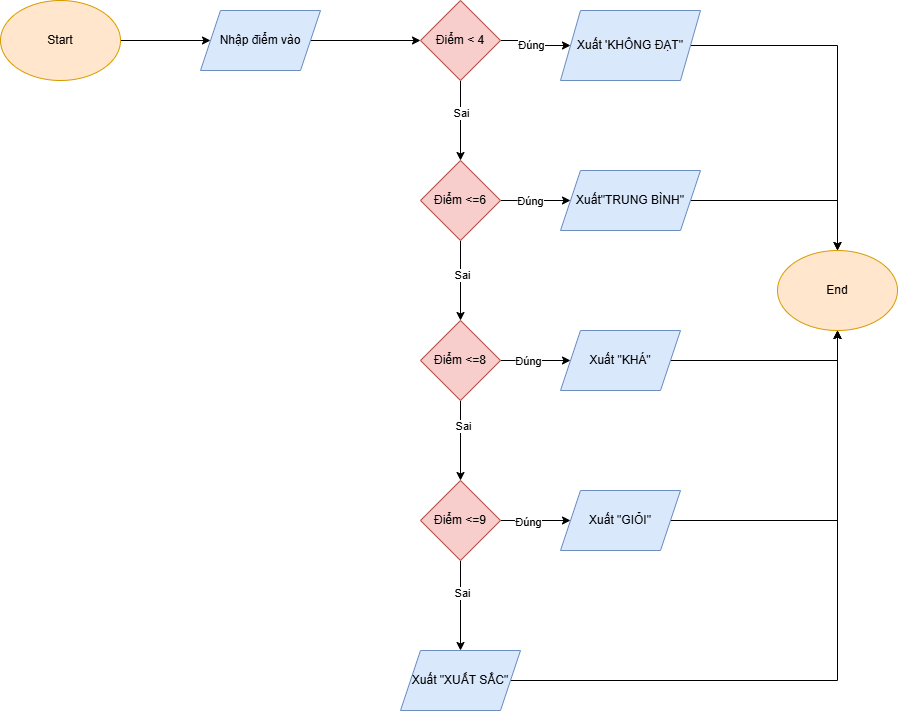 Start
Nhập điểm vào
Điểm < 4
Đúng
Xuất 'KHÔNG ĐẠT"
Sai
Điểm <=6
Đúng
Xuất"TRUNG BÌNH"
Sai
End
Điểm <=8
Đúng
Xuất "KHÁ"
Sai
Điểm <=9
Đúng
Xuất "GIỎI"
Sai
Xuất "XUẤT SẮC"